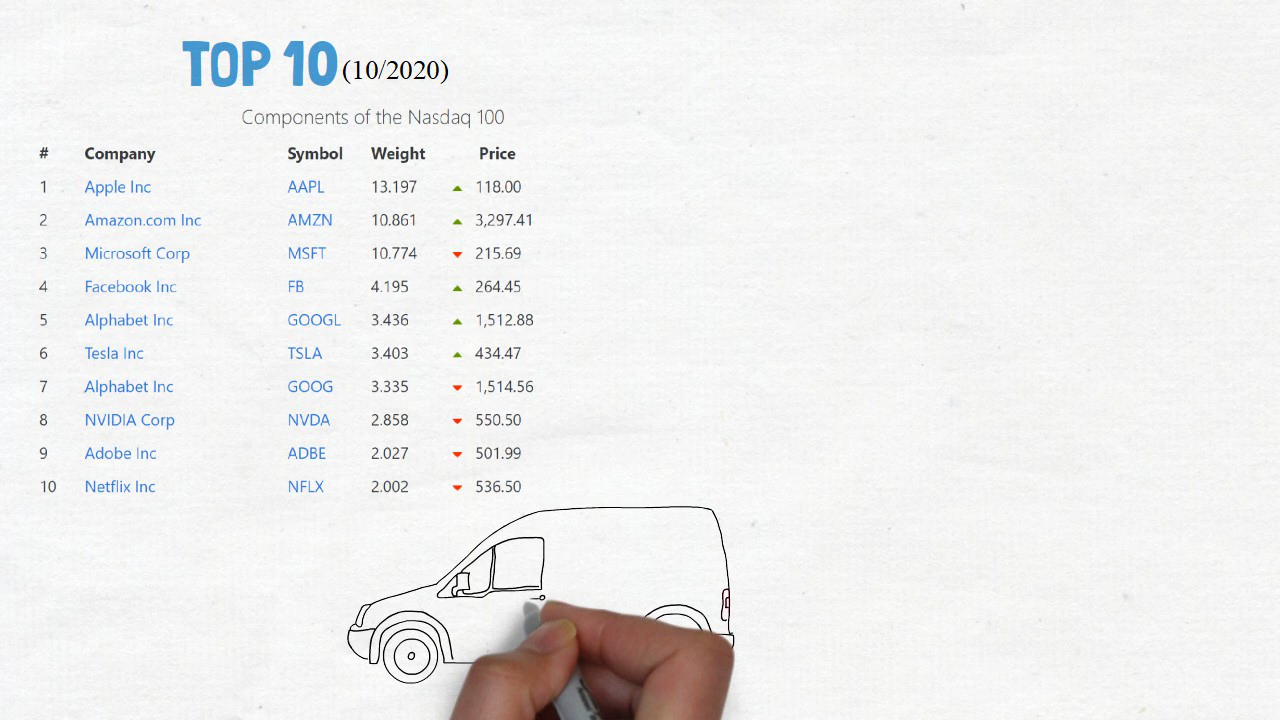 TOP 10 (10/2020)
Components of the Nasdaq 100
# Company Symbol Weight Price
1 Apple Inc AAPL 13.197 118.00
2 Amazon.com Inc AMZN 10.861 3,297.41
3 Microsoft Corp MSFT 10.774 215.69
4 Facebook Inc FB 4.195 264.45
5 Alphabet Inc GOOGL 3.436 1,512.88
6 Tesla Inc TSLA 3.403 434.47
7 Alphabet Inc GOOG 3.335 1,514.56
8 NVIDIA Corp NVDA 2.858 550.50
9 Adobe Inc ADBE 2.027 501.99
10 Netflix Inc NFLX 2.002 536.50